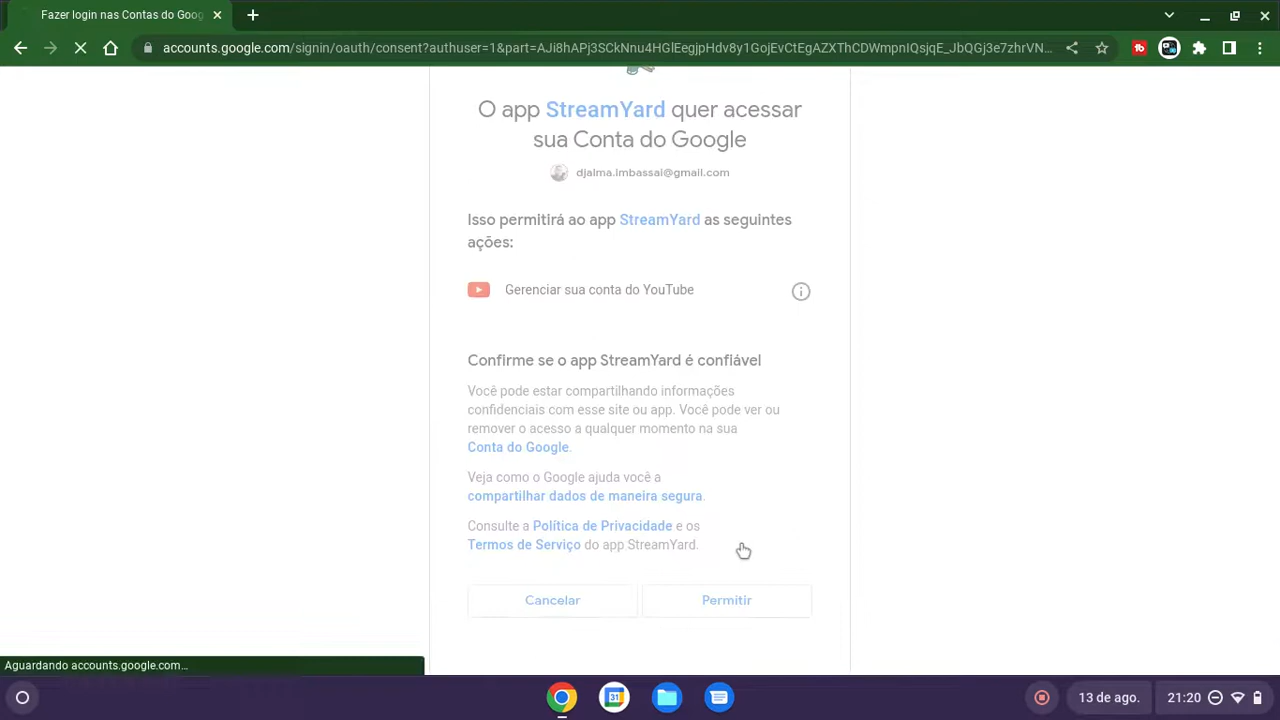 Fazer login nas Contas do Goog
accounts.google.com/signin/oauth/consent?authuser=1&part=AJi8hAPj3SCkNnu4HGlEegjpHdv8y1GojEvCtEgAZXThCDWmpnIQsjqE_JbQGj3e7zhrVN...
O app StreamYard quer acessar
sua Conta do Google
djalma.imbassai@gmail.com
Isso permitirá ao app StreamYard as seguintes
ações:
Gerenciar sua conta do YouTube
Confirme se o app StreamYard é confiável
Você pode estar compartilhando informações
confidenciais com esse site ou app. Você pode ver ou
remover o acesso a qualquer momento na sua
Conta do Google.
Veja como o Google ajuda você a
compartilhar dados de maneira segura.
Consulte a Política de Privacidade e os
Termos de Serviço do app StreamYard.
Cancelar
Permitir
Aguardando accounts.google.com...
31
13 de ago.
21:20